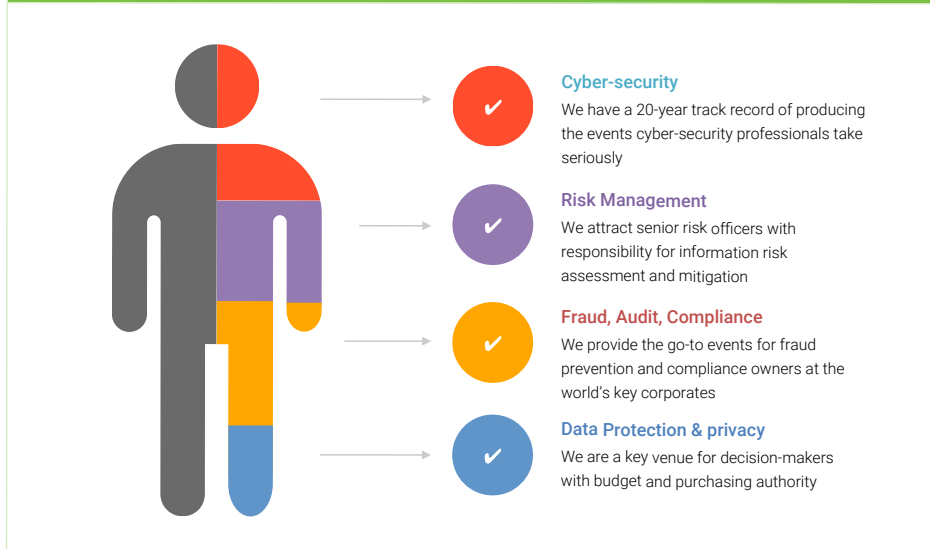 Cyber-security
We have a 20-year track record of producing
the events cyber-security professionals take
seriously
Risk Management
We attract senior risk officers with
responsibility for information risk
assessment and mitigation
Fraud, Audit, Compliance
We provide the go-to events for fraud
prevention and compliance owners at the
world's key corporates
Data Protection & privacy
We are a key venue for decision-makers
with budget and purchasing authority